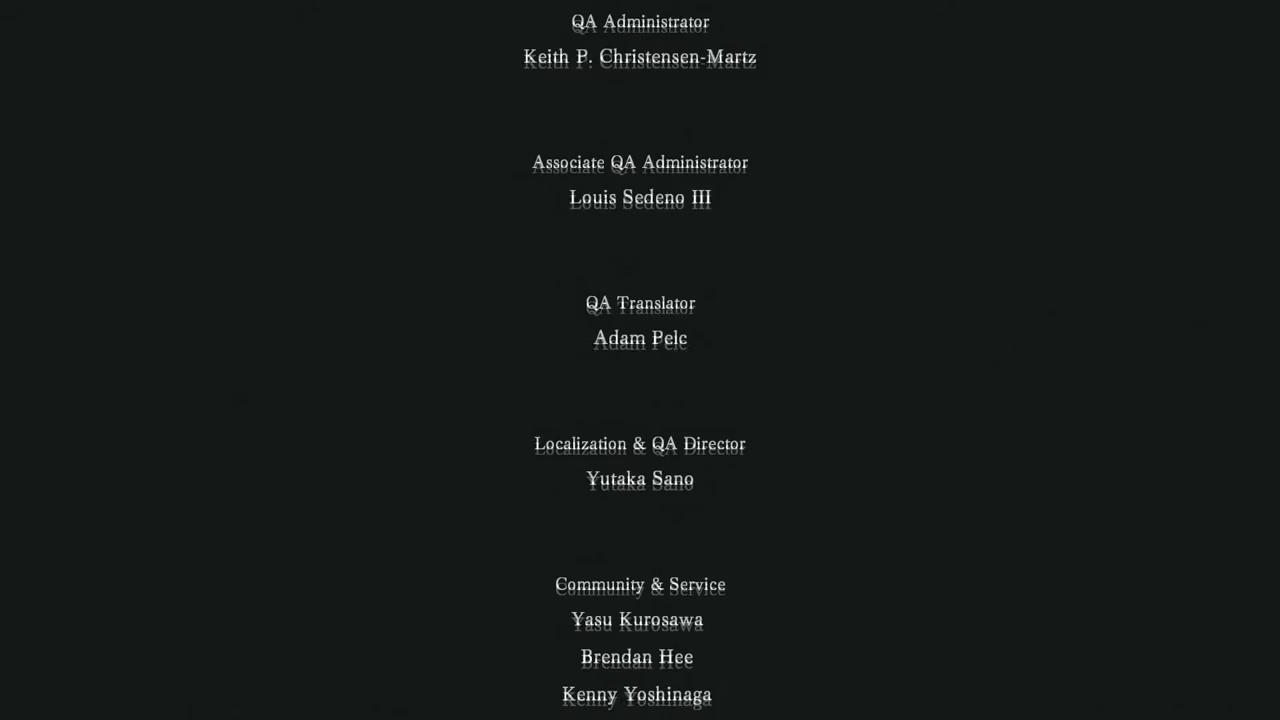 QA Administrator
Keith P. Christensen-Martz
Associate QA Administrator
Louis Sedeno III
QA Translator
Adam Pelc
Localization & QA Director
Yutaka Sano
Community & Service
Yasu Kurosawa
Brendan Hee
Kenny Yoshinaga